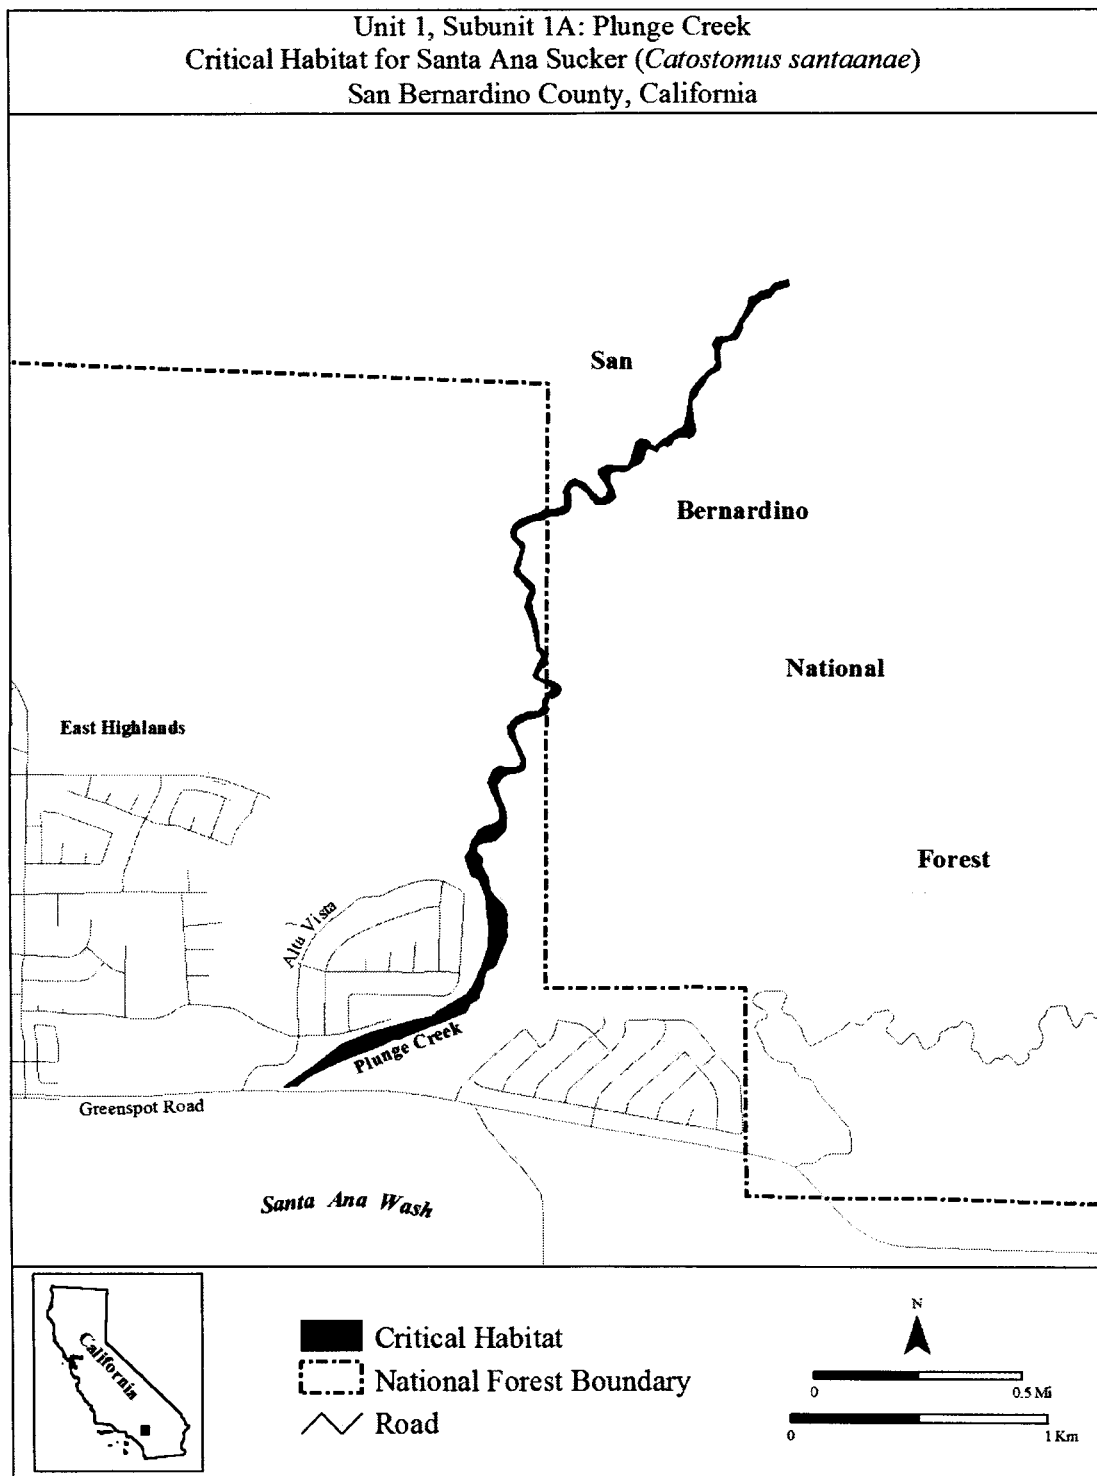 Unit 1, Subunit 1A: Plunge Creek
Critical Habitat for Santa Ana Sucker (Catostomus santaanae)
San Bernardino County, California
San
Bernardino
National
East Highlands
Forest
Alta Vista
Plunge Creek
Greenspot Road
Santa Ana Wash
California
Critical Habitat
National Forest Boundary
Road
N
0 0.5 Mi
0 1 Km